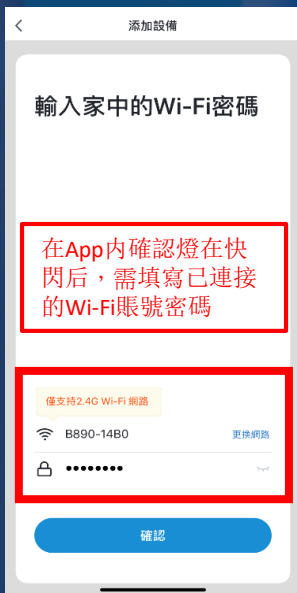 添加設備
輸入家中的Wi-Fi密碼
在App内確認燈在快
閃后，需填寫已連接
的Wi-Fi賬號密碼
僅支持2.4G Wi-Fi 網路
B890-14B0
更換網路
••••••••
確認